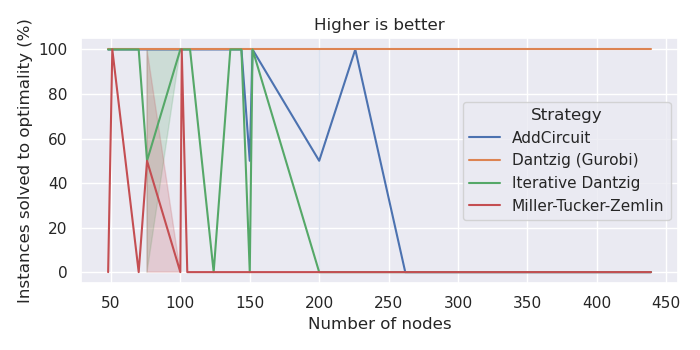 Higher is better
Instances solved to optimality (%)
100
80
60
40
20
0
Strategy
AddCircuit
Dantzig (Gurobi)
Iterative Dantzig
Miller-Tucker-Zemlin
50 100 150 200 250 300 350 400 450
Number of nodes